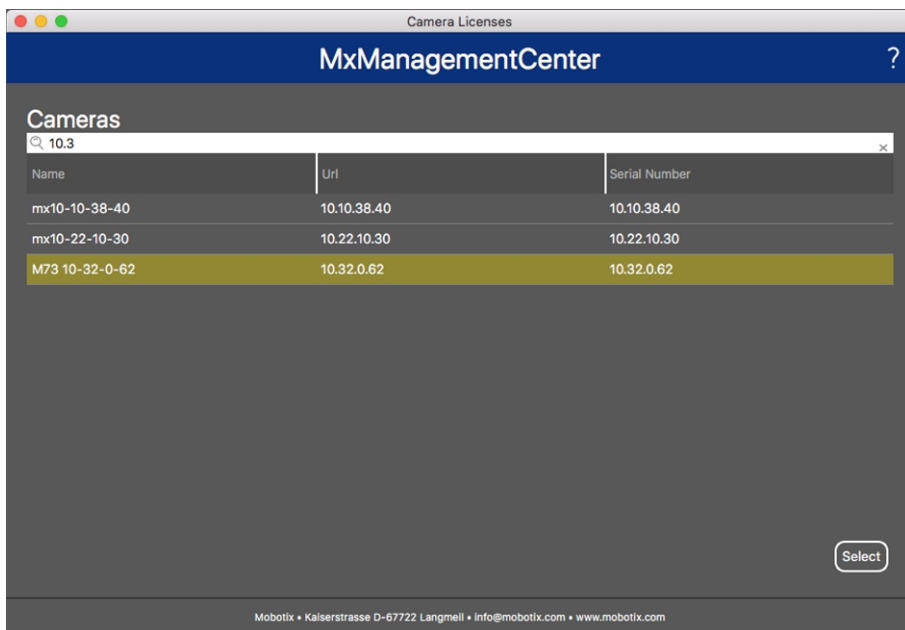 Camera Licenses
MxManagementCenter ?
Cameras
10.3
Name Url Serial Number
mx10-10-38-40 10.10.38.40 10.10.38.40
mx10-22-10-30 10.22.10.30 10.22.10.30
M73 10-32-0-62 10.32.0.62 10.32.0.62
Select
Mobotix • Kaiserstrasse D-67722 Langmeil • info@mobotix.com • www.mobotix.com